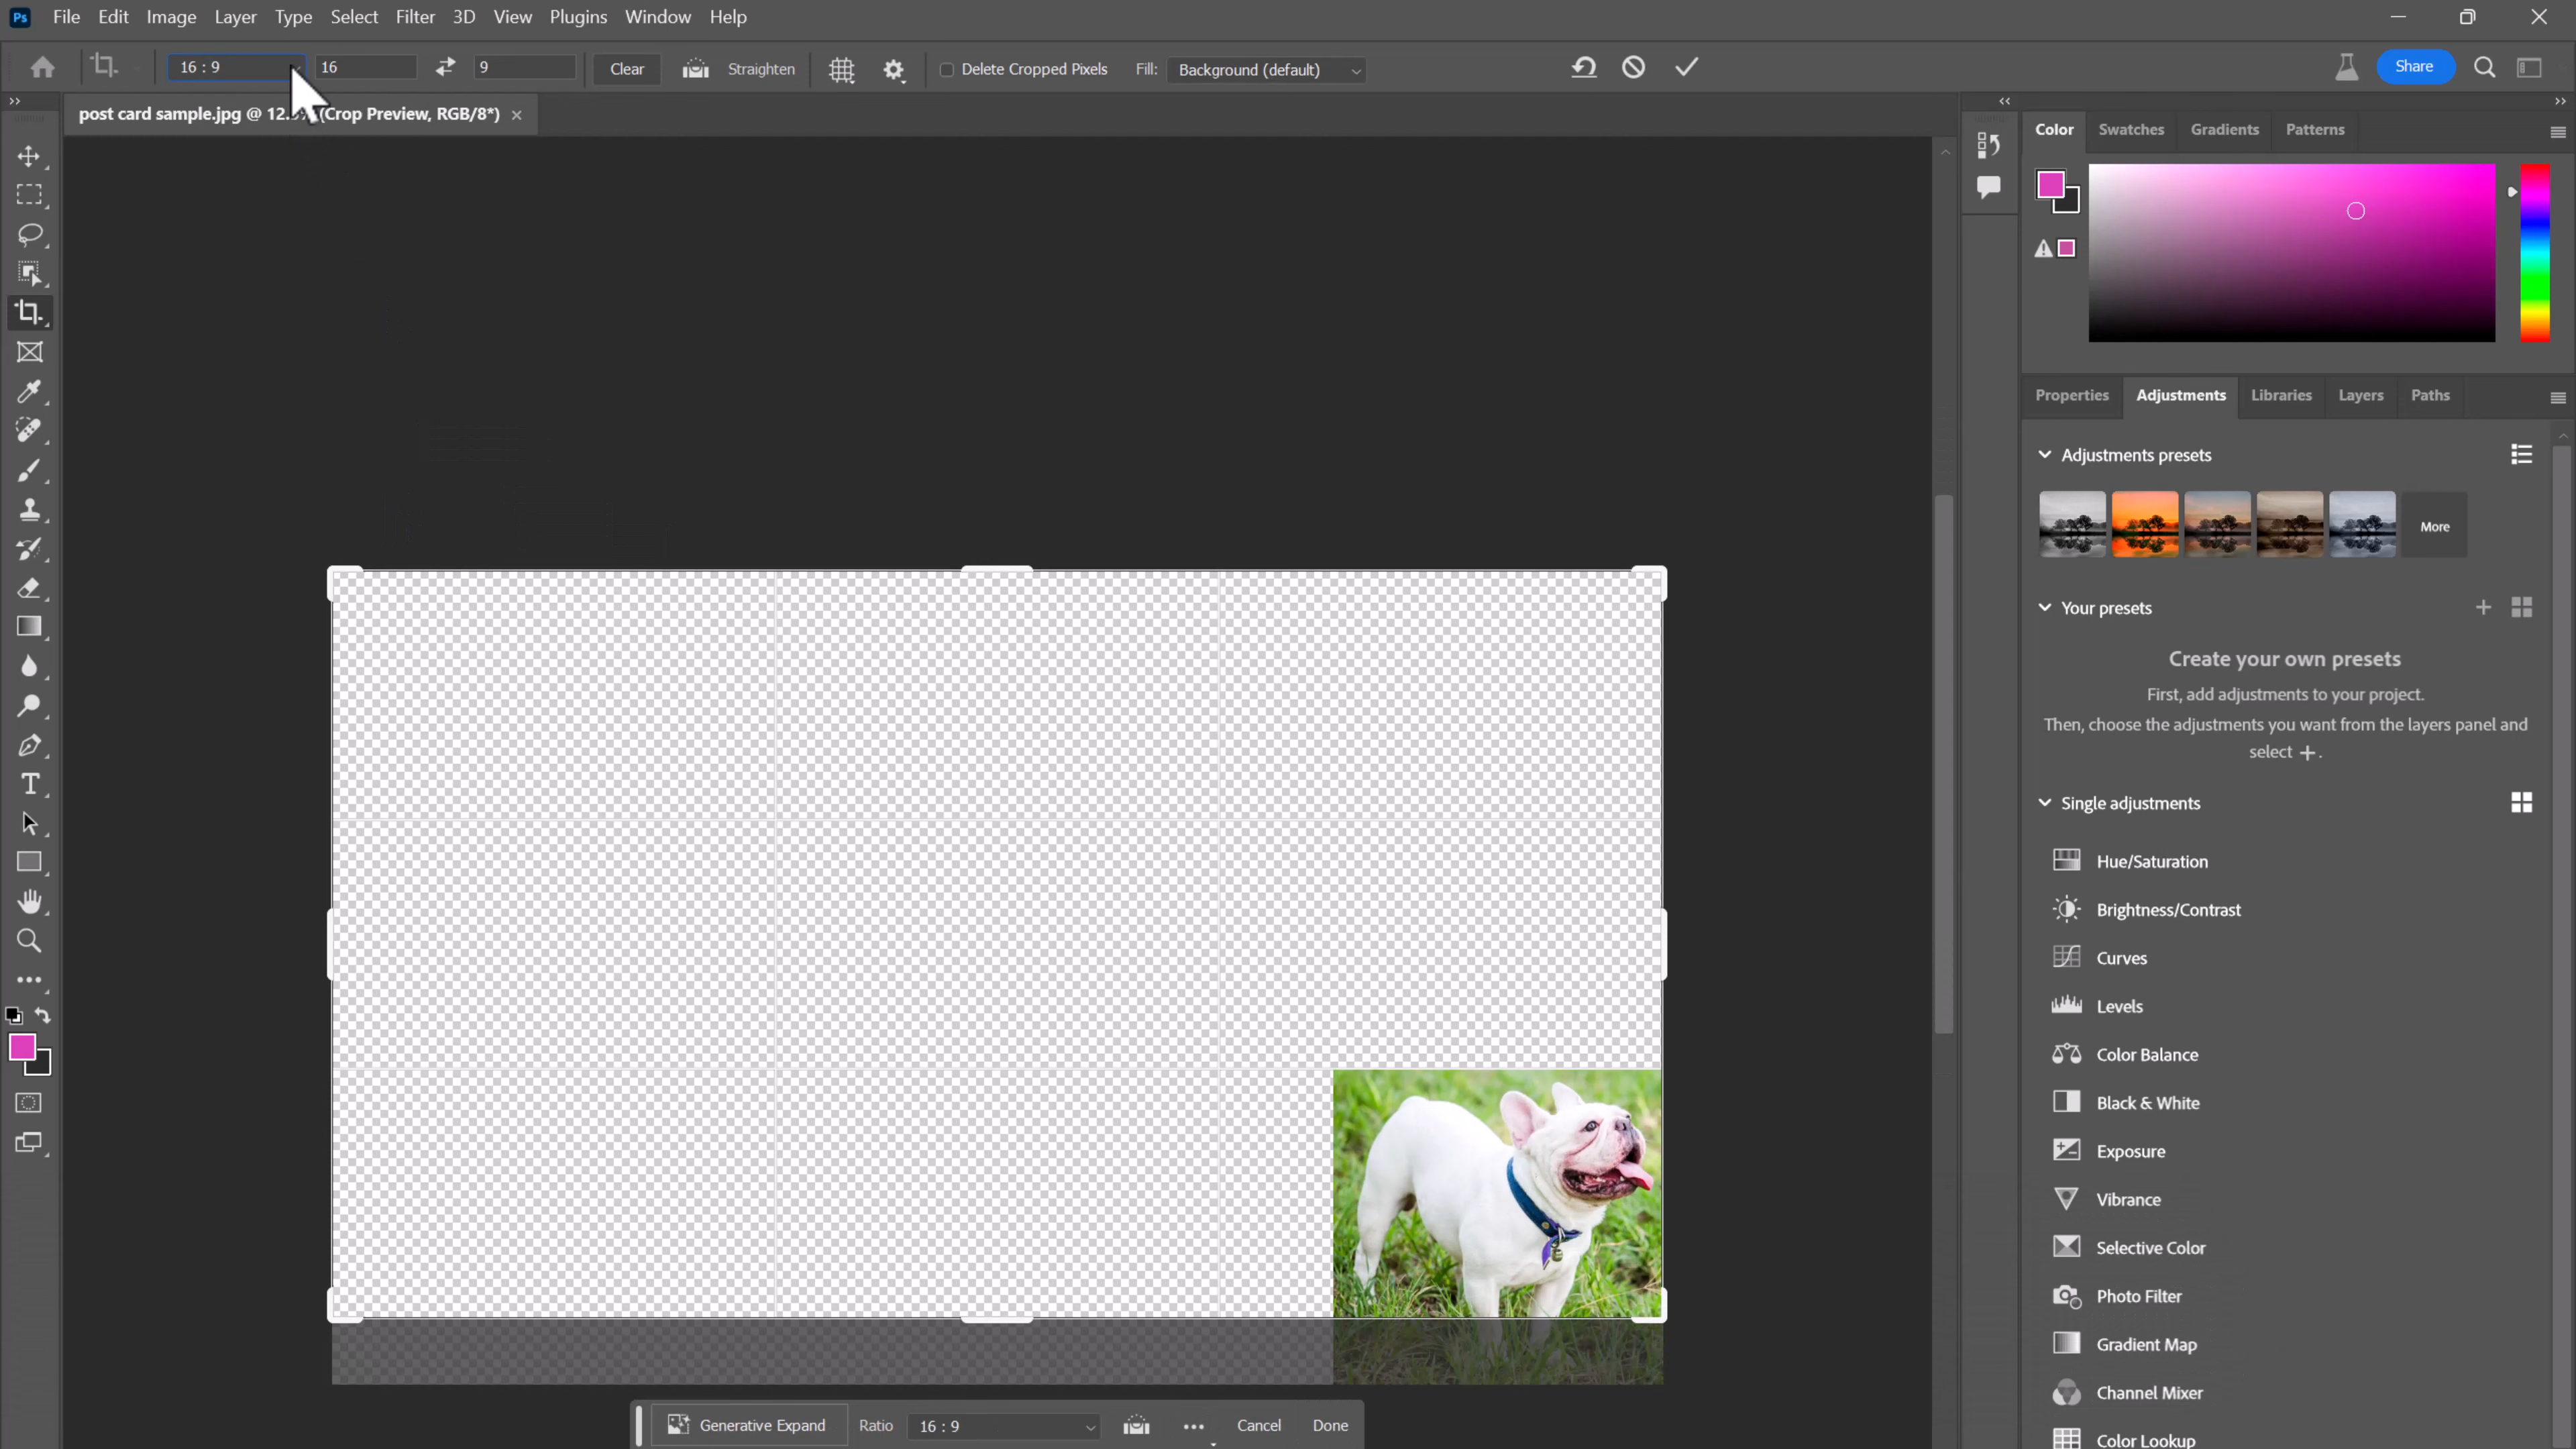 Ps File Edit Image Layer Type Select Filter 3D View Plugins Window Help
16 : 9 16 9 Clear Straighten Delete Cropped Pixels Fill: Background (default) Share
post card sample.jpg @ 12. (Crop Preview, RGB/8*) ×
Color Swatches Gradients Patterns
Properties Adjustments Libraries Layers Paths
Adjustments presets
More
Your presets
Create your own presets
First, add adjustments to your project.
Then, choose the adjustments you want from the layers panel and
select + .
Single adjustments
Hue/Saturation
Brightness/Contrast
Curves
Levels
Color Balance
Black & White
Exposure
Vibrance
Selective Color
Photo Filter
Gradient Map
Channel Mixer
Color Lookup
Generative Expand Ratio 16 : 9 Cancel Done